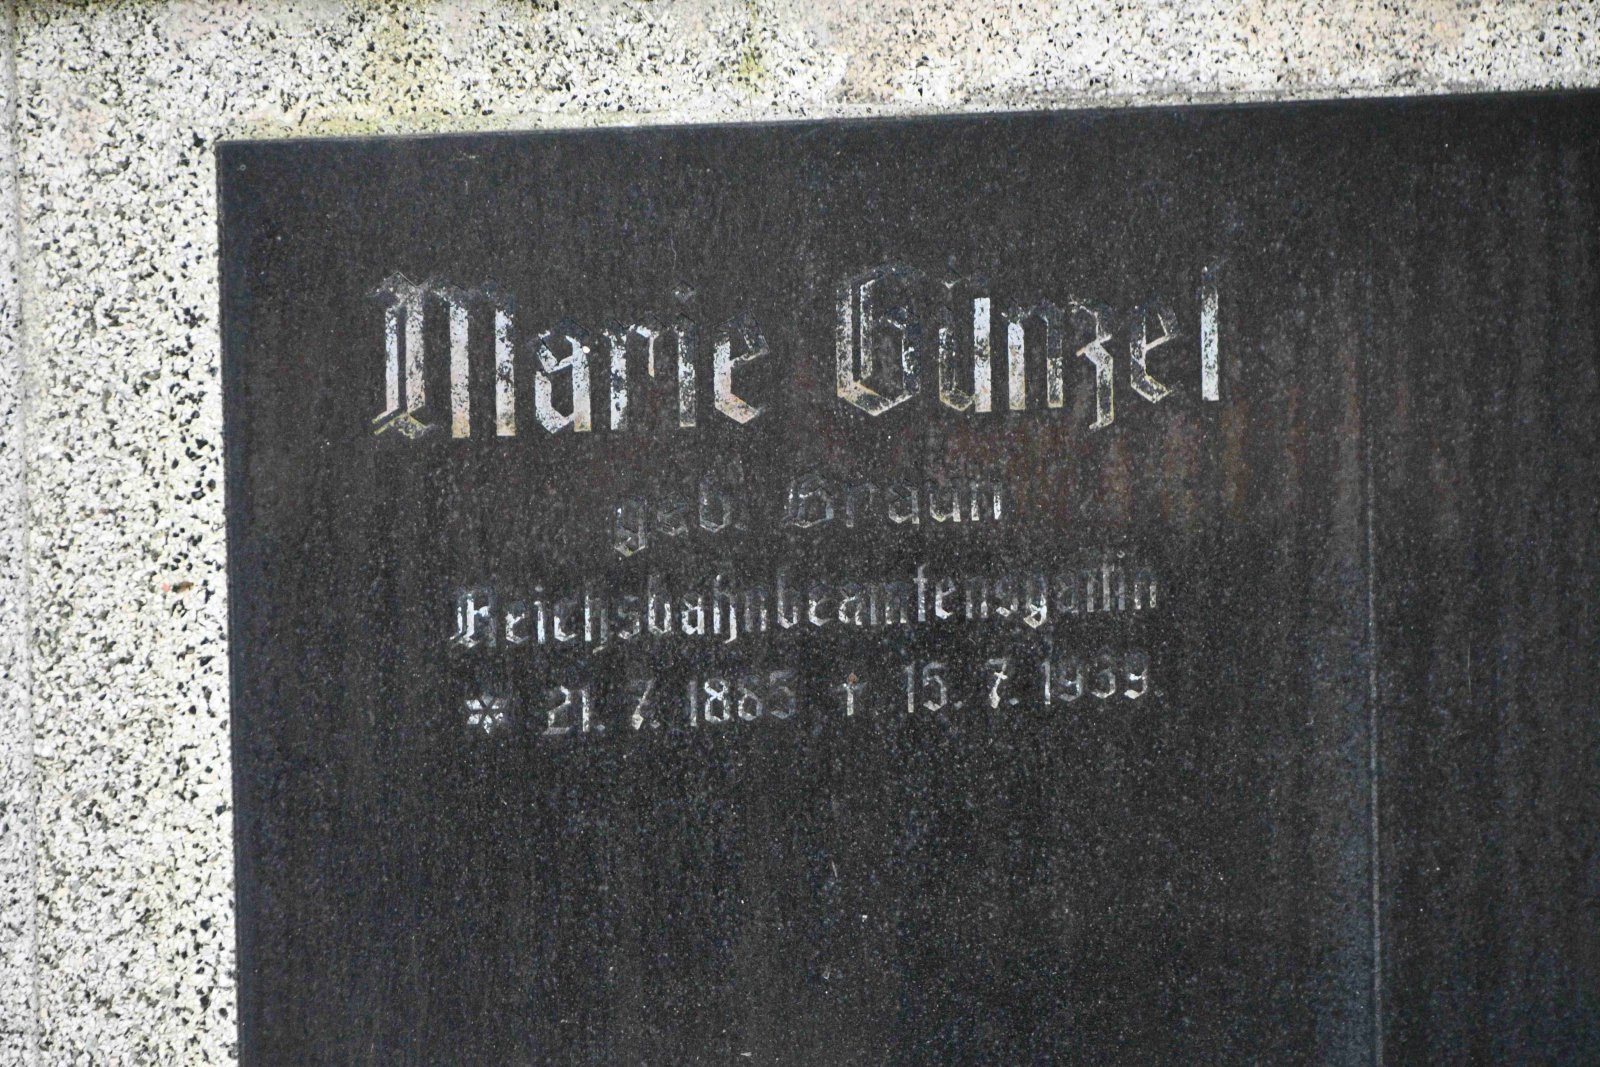 Marie Günzel
geb. Braun
Reichsbahnbeamtensgattin
* 21. 7. 1865 † 15. 7. 1939.